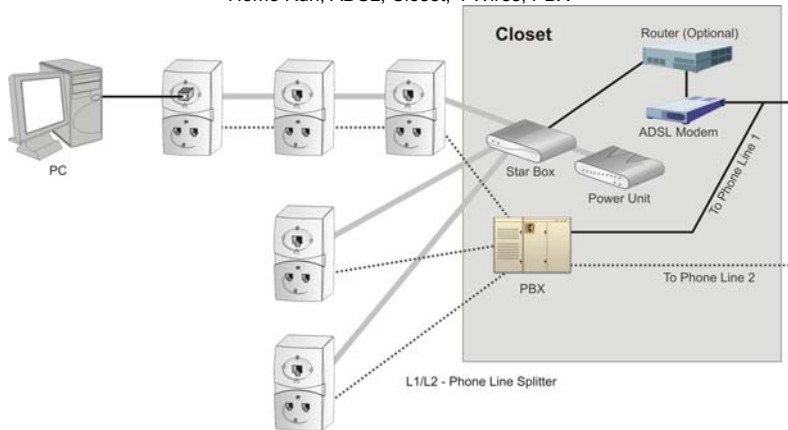 Closet
Router (Optional)
ADSL Modem
PC
Star Box
Power Unit
To Phone Line 1
PBX
To Phone Line 2
L1/L2 - Phone Line Splitter